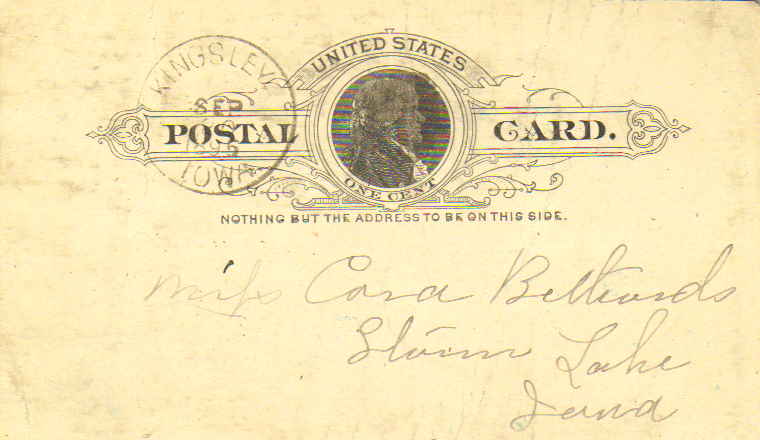 UNITED STATES
POSTAL CARD.
ONE CENT
NOTHING BUT THE ADDRESS TO BE ON THIS SIDE.
KINGSLEY
SEP
IOWA
Miss Cora
Storm Lake
Iowa